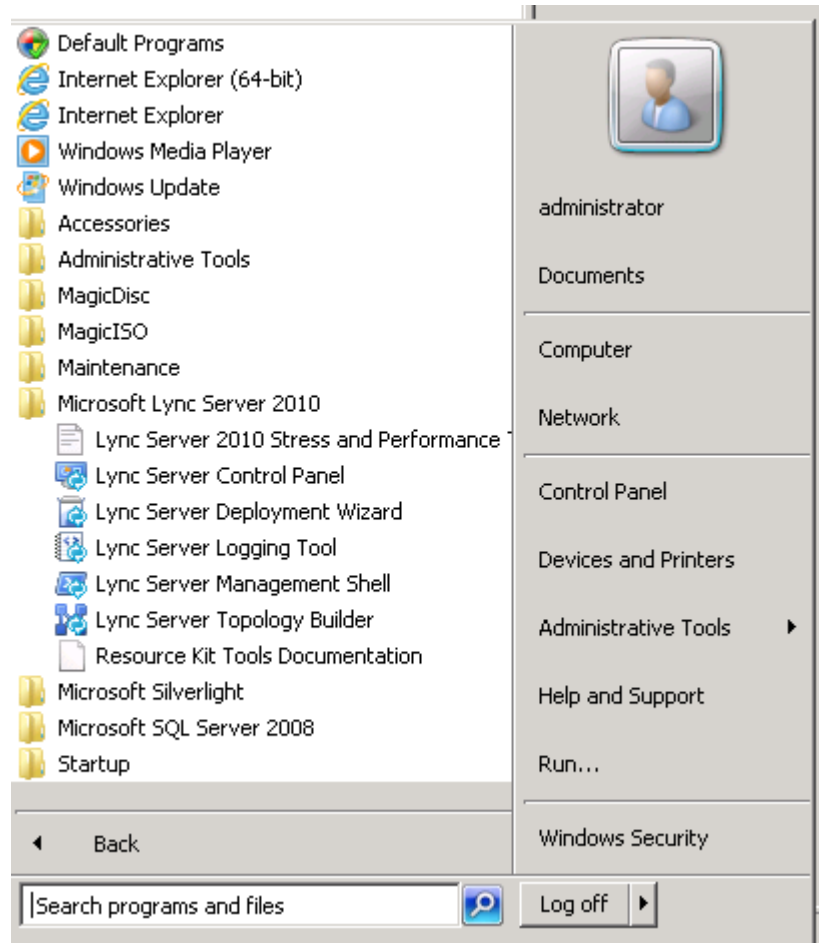 Default Programs
Internet Explorer (64-bit)
Internet Explorer
Windows Media Player
Windows Update
Accessories
Administrative Tools
MagicDisc
MagicISO
Maintenance
Microsoft Lync Server 2010
Lync Server 2010 Stress and Performance
Lync Server Control Panel
Lync Server Deployment Wizard
Lync Server Logging Tool
Lync Server Management Shell
Lync Server Topology Builder
Resource Kit Tools Documentation
Microsoft Silverlight
Microsoft SQL Server 2008
Startup
Back
Search programs and files
administrator
Documents
Computer
Network
Control Panel
Devices and Printers
Administrative Tools
Help and Support
Run...
Windows Security
Log off